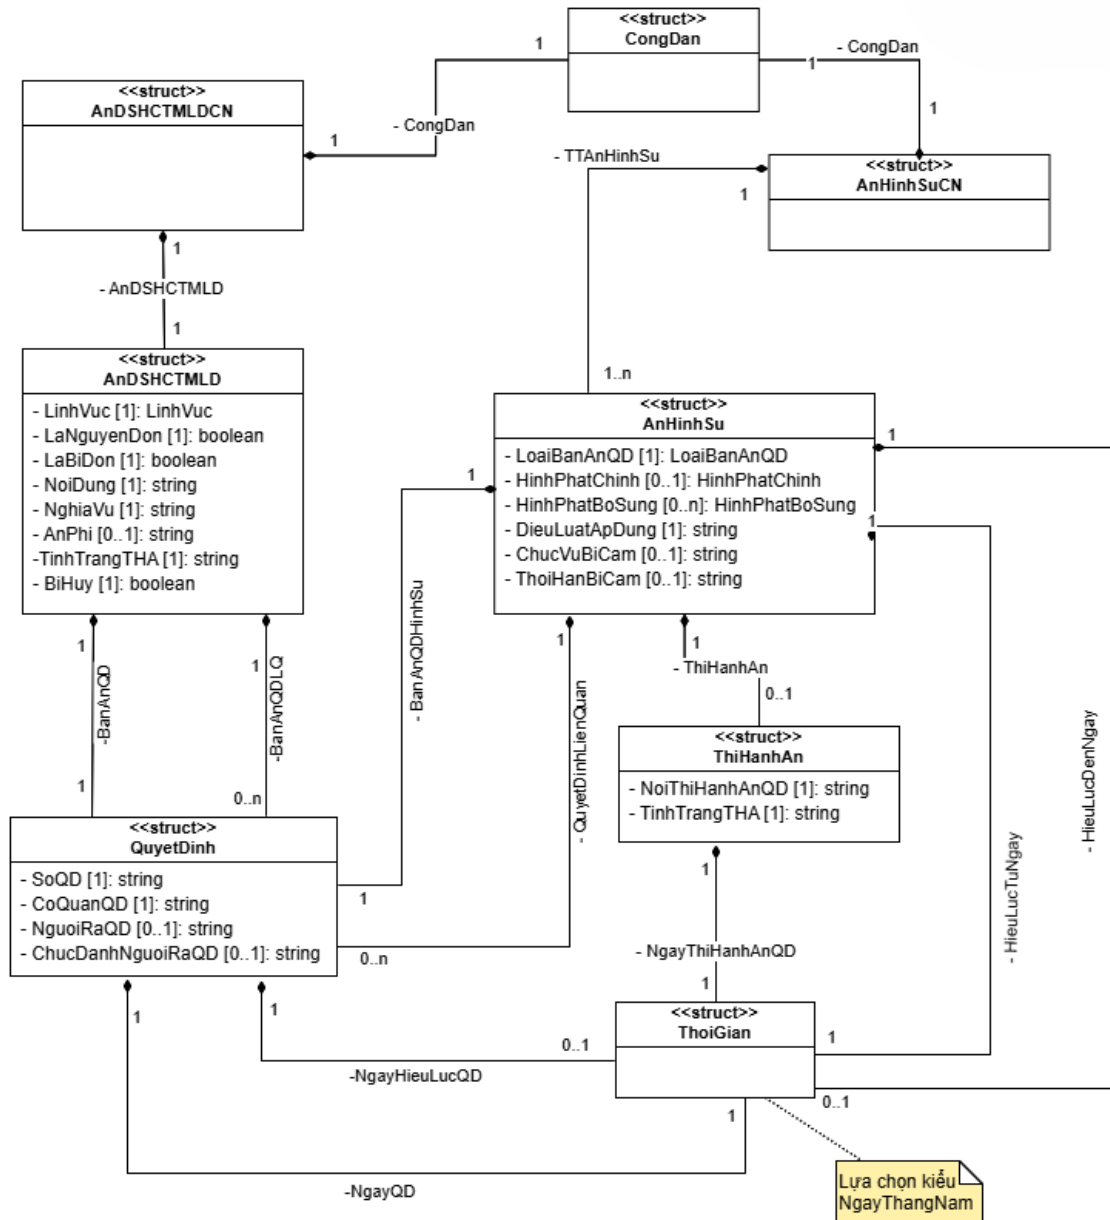 <<struct>>
CongDan
1
- CongDan
1
<<struct>>
AnDSHCTMLDCN
- CongDan
1
1
- TTAnHinhSu
<<struct>>
AnHinhSuCN
1
1
- AnDSHCTMLD
1
<<struct>>
AnDSHCTMLD
- LinhVuc [1]: LinhVuc
- LaNguyenDon [1]: boolean
- LaBiDon [1]: boolean
- NoiDung [1]: string
- NghiaVu [1]: string
- AnPhi [0..1]: string
-TinhTrangTHA [1]: string
- BiHuy [1]: boolean
1..n
<<struct>>
AnHinhSu
- LoaiBanAnQD [1]: LoaiBanAnQD
- HinhPhatChinh [0..1]: HinhPhatChinh
- HinhPhatBoSung [0..n]: HinhPhatBoSung
- DieuLuatApDung [1]: string
- ChucVuBiCam [0..1]: string
- ThoiHanBiCam [0..1]: string
1
1
1
1
-BanAnQD
1
1
-BanAnQDLQ
0..n
- BanAnQDHinhSu
1
- QuyetDinhLienQuan
1
- ThiHanhAn
0..1
<<struct>>
ThiHanhAn
- NoiThiHanhAnQD [1]: string
- TinhTrangTHA [1]: string
- HieuLucDenNgay
- HieuLucTuNgay
<<struct>>
QuyetDinh
- SoQD [1]: string
- CoQuanQD [1]: string
- NguoiRaQD [0..1]: string
- ChucDanhNguoiRaQD [0..1]: string
1
0..n
1
- NgayThiHanhAnQD
1
<<struct>>
ThoiGian
1
1
0..1
-NgayHieuLucQD
1
0..1
1
-NgayQD
Lựa chọn kiểu
NgayThangNam